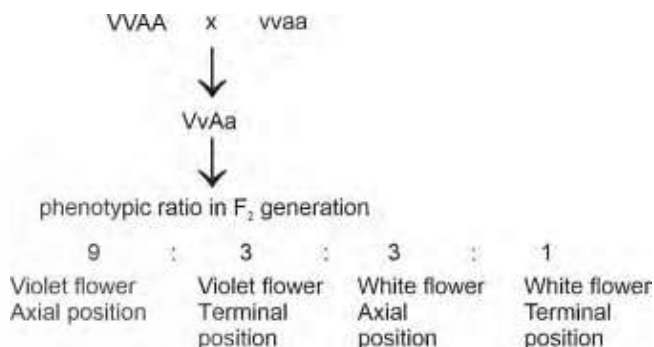 VVAA x vvaa
VvAa
phenotypic ratio in F₂ generation
9 : 3 : 3 : 1
Violet flower Violet flower White flower White flower
Axial position Terminal Axial Terminal
position position position